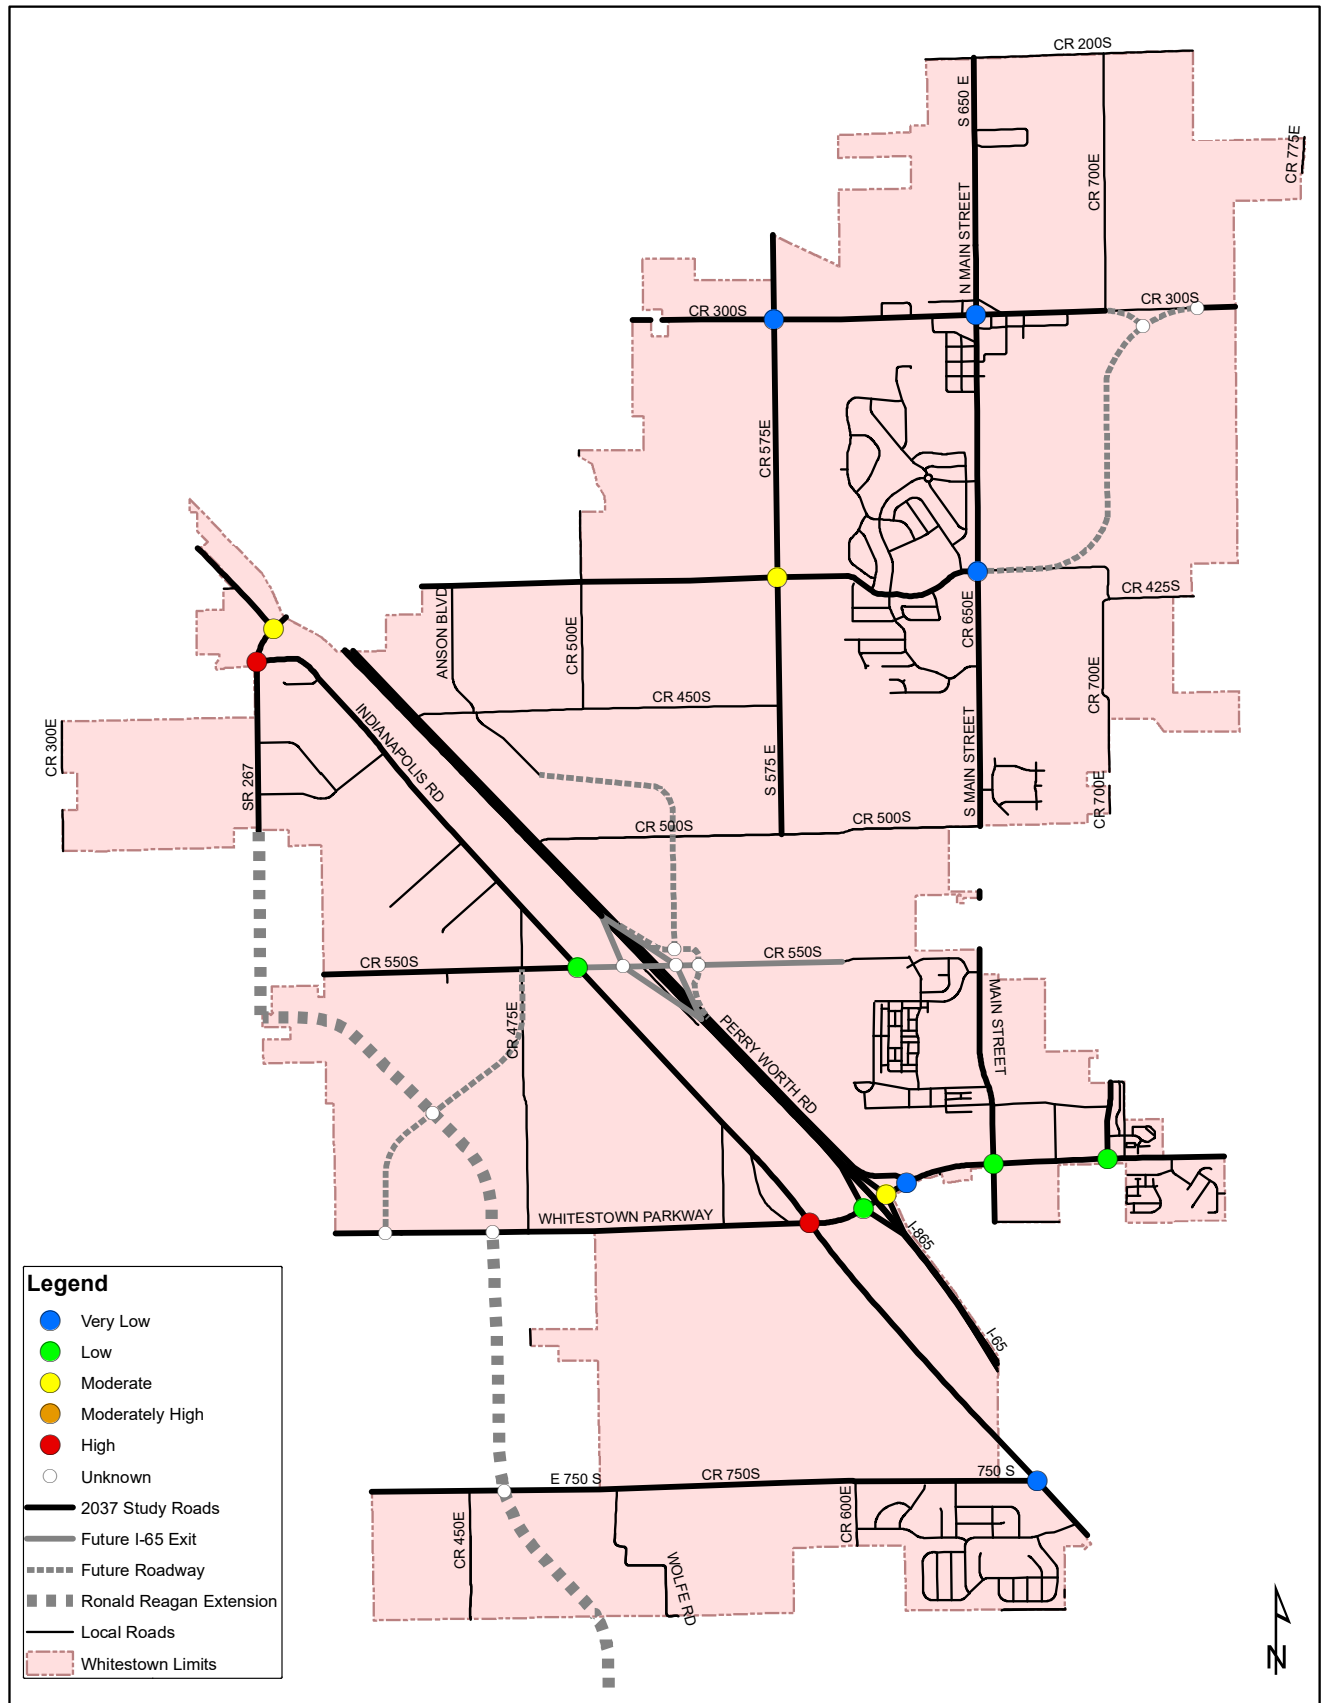 CR 200S
S 650 E
CR 775E
CR 700E
N MAIN STREET
CR 300S
CR 300S
CR 575E
CR 425S
ANSON BLVD
CR 500E
CR 650E
CR 700E
CR 450S
INDIANAPOLIS RD
CR 300E
SR 267
S 575 E
S MAIN STREET
CR 700E
CR 500S
CR 500S
CR 550S
CR 550S
CR 475E
MAIN STREET
PERRY WORTH RD
WHITESTOWN PARKWAY
I-865
I-65
E 750 S
CR 750S
750 S
CR 450E
CR 600E
WOLFE RD
Legend
Very Low
Low
Moderate
Moderately High
High
Unknown
2037 Study Roads
Future I-65 Exit
Future Roadway
Ronald Reagan Extension
Local Roads
Whitestown Limits
N